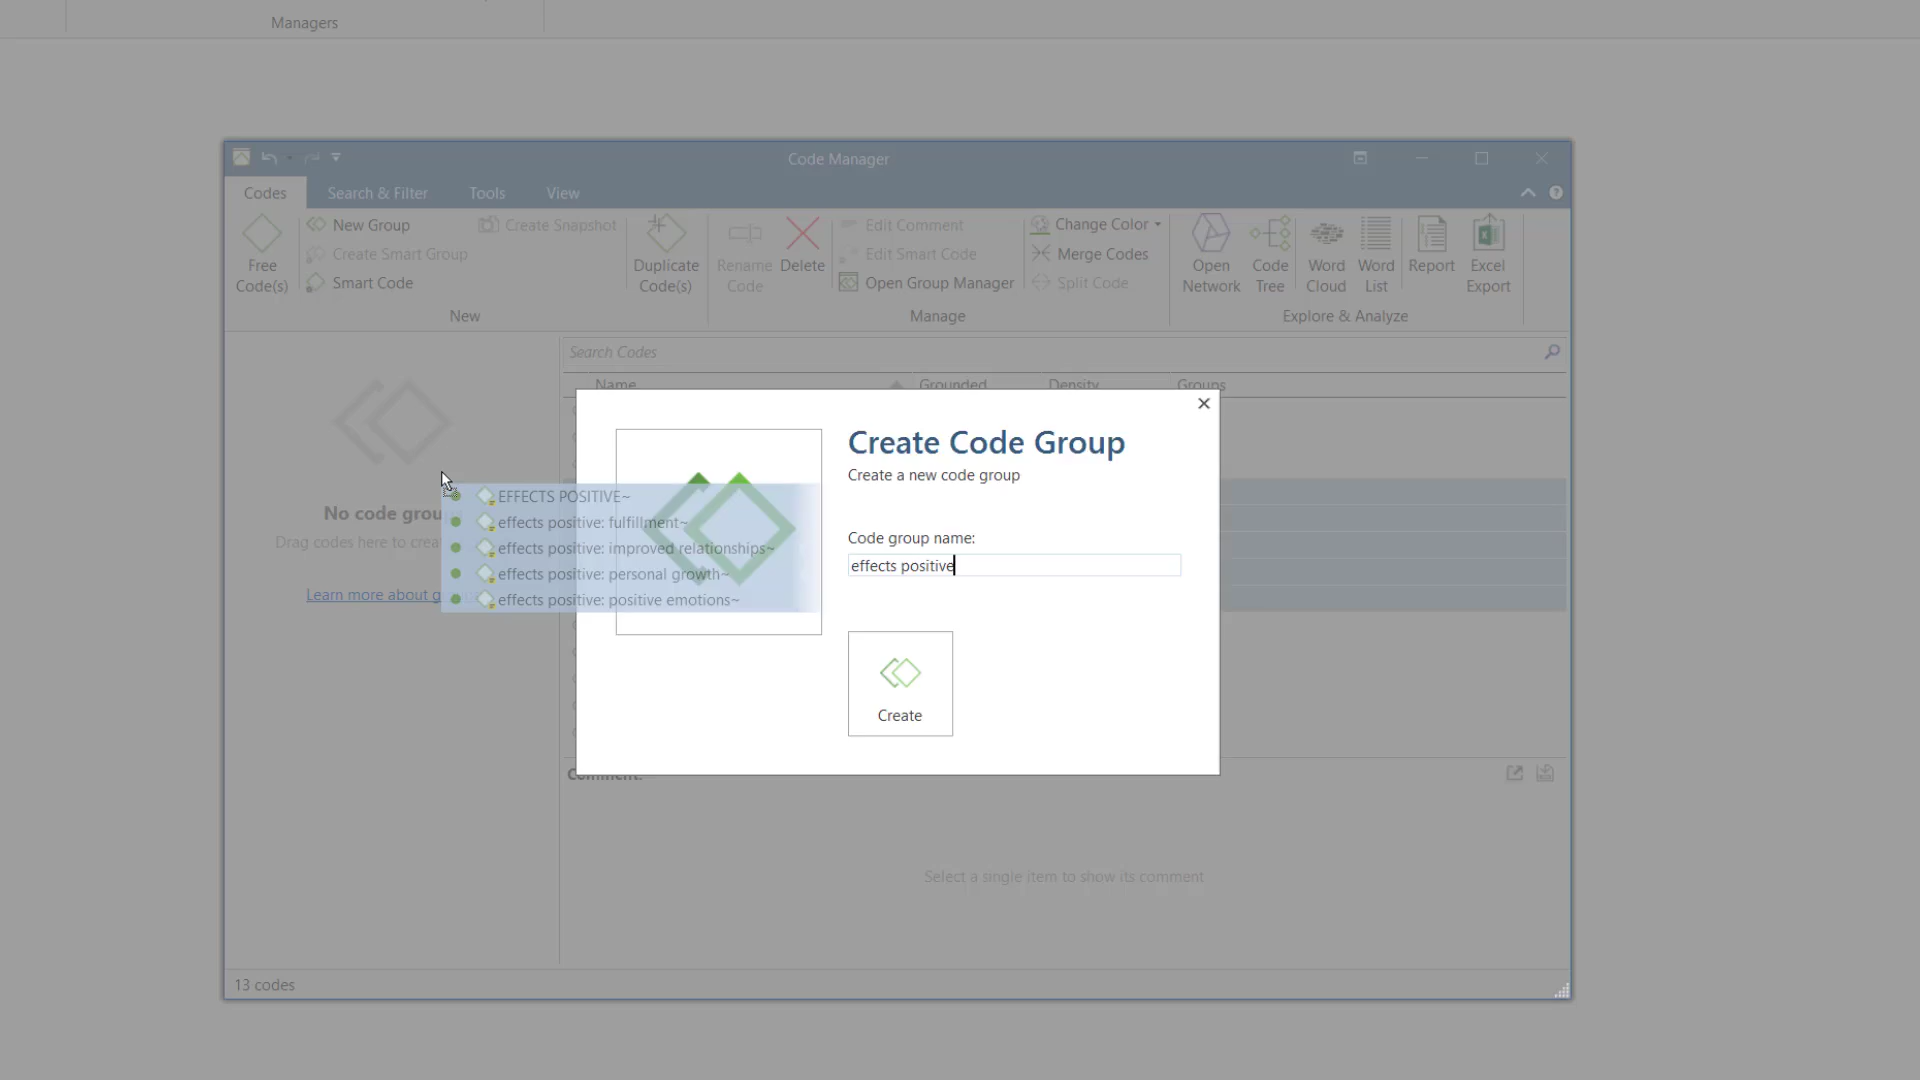 Managers
Code Manager
Codes Search & Filter Tools View
New Group Create Snapshot
Create Smart Group
Smart Code
Free Code(s)
New
Duplicate Code(s)
Rename Code
Delete
Edit Comment
Edit Smart Code
Open Group Manager
Change Color
Merge Codes
Split Code
Manage
Open Network
Code Tree
Word Cloud
Word List
Report
Excel Export
Explore & Analyze
Search Codes
Name Grounded Density Groups
No code grou
Drag codes here to crea
Learn more about g
EFFECTS POSITIVE~
effects positive: fulfillment~
effects positive: improved relationships~
effects positive: personal growth~
effects positive: positive emotions~
Create Code Group
Create a new code group
Code group name:
effects positive
Create
Comment:
Select a single item to show its comment
13 codes